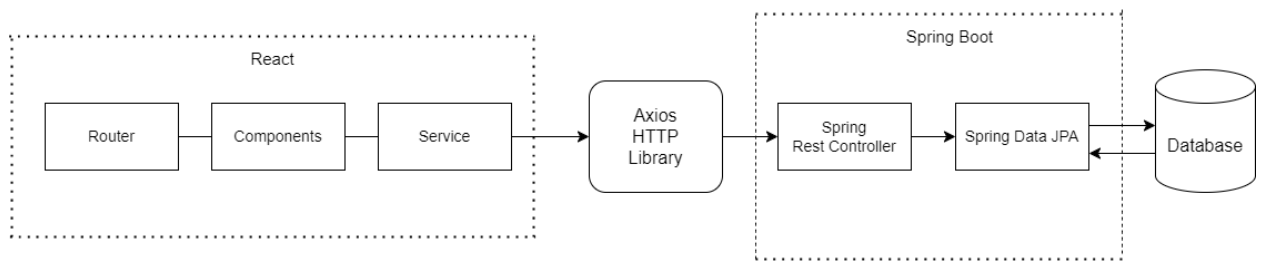 React
Router
Components
Service
Axios
HTTP
Library
Spring Boot
Spring
Rest Controller
Spring Data JPA
Database